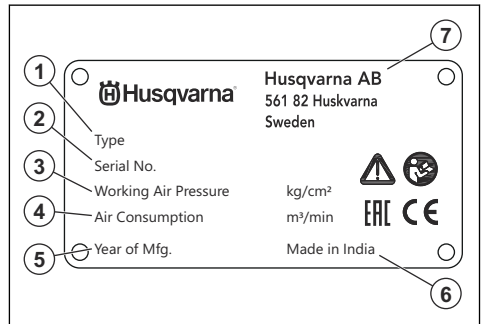 7
1
Husqvarna
Husqvarna AB
561 82 Huskvarna
Sweden
2
Type
Serial No.
3
Working Air Pressure kg/cm²
4
Air Consumption m³/min
EAC CE
5
Year of Mfg. Made in India
6